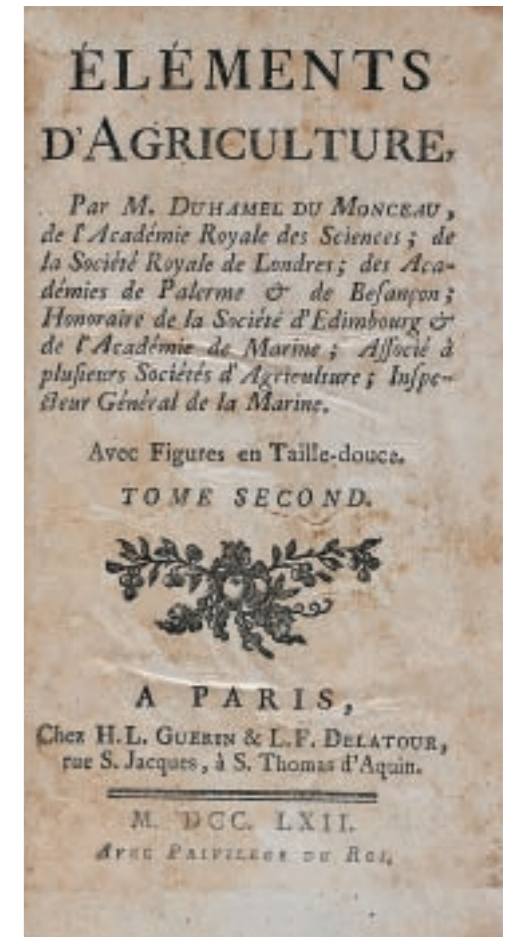 ÉLÉMENTS
D'AGRICULTURE,
Par M. DUHAMEL DU MONCEAU,
de l'Académie Royale des Sciences; de
la Société Royale de Londres; des Aca-
démies de Palerme & de Besançon;
Honoraire de la Société d'Edimbourg &
de l'Académie de Marine; Associé à
plusieurs Sociétés d'Agriculture; Inspe-
cteur Général de la Marine.
Avec Figures en Taille-douce.
TOME SECOND.
A PARIS,
Chez H. L. GUERIN & L. F. DELATOUR,
rue S. Jacques, à S. Thomas d'Aquin.
M. DCC. LXII.
AVEC PRIVILEGE DU ROI.